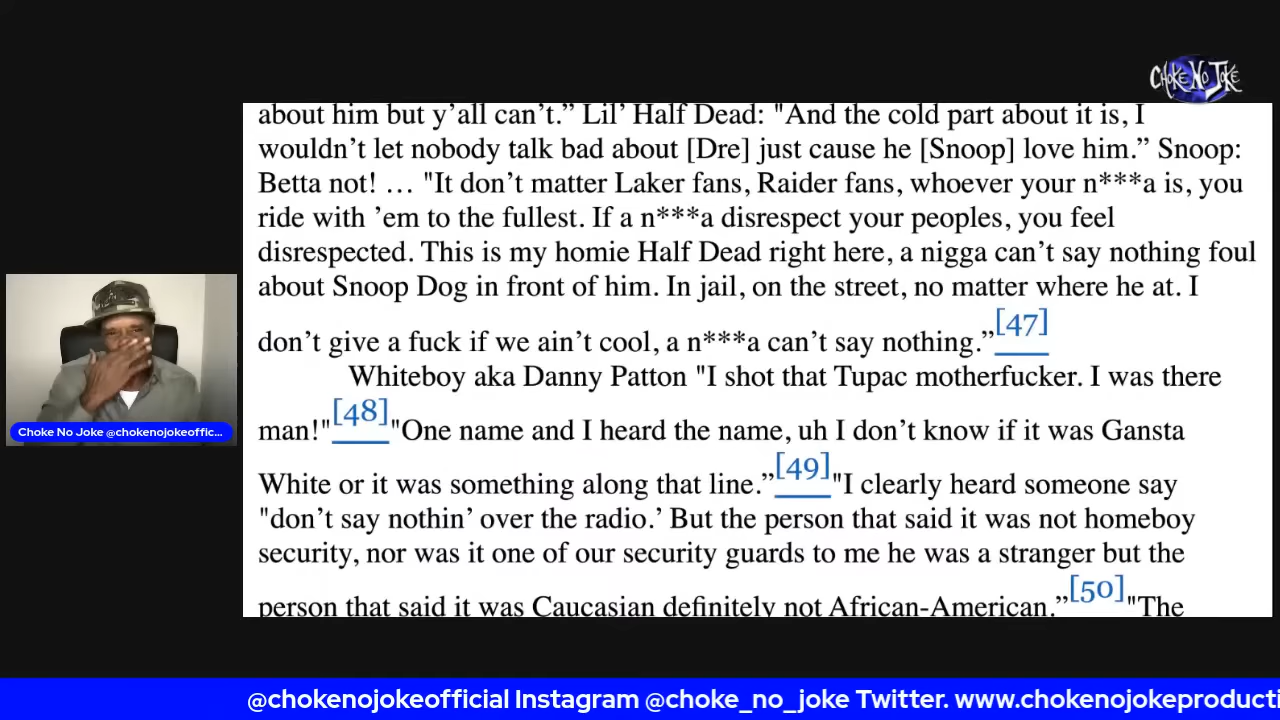 CHOKE NO JOKE
about him but y’all can’t.” Lil’ Half Dead: "And the cold part about it is, I
wouldn’t let nobody talk bad about [Dre] just cause he [Snoop] love him.” Snoop:
Betta not! … "It don’t matter Laker fans, Raider fans, whoever your n***a is, you
ride with ’em to the fullest. If a n***a disrespect your peoples, you feel
disrespected. This is my homie Half Dead right here, a nigga can’t say nothing foul
about Snoop Dog in front of him. In jail, on the street, no matter where he at. I
don’t give a fuck if we ain’t cool, a n***a can’t say nothing.”[47]
Whiteboy aka Danny Patton "I shot that Tupac motherfucker. I was there
man!"[48]"One name and I heard the name, uh I don’t know if it was Gansta
White or it was something along that line.”[49]"I clearly heard someone say
"don’t say nothin’ over the radio.’ But the person that said it was not homeboy
security, nor was it one of our security guards to me he was a stranger but the
person that said it was Caucasian definitely not African-American.”[50]"The
Choke No Joke @chokenojokeoffic...
@chokenojokeofficial Instagram @choke_no_joke Twitter. www.chokenojokeproducti